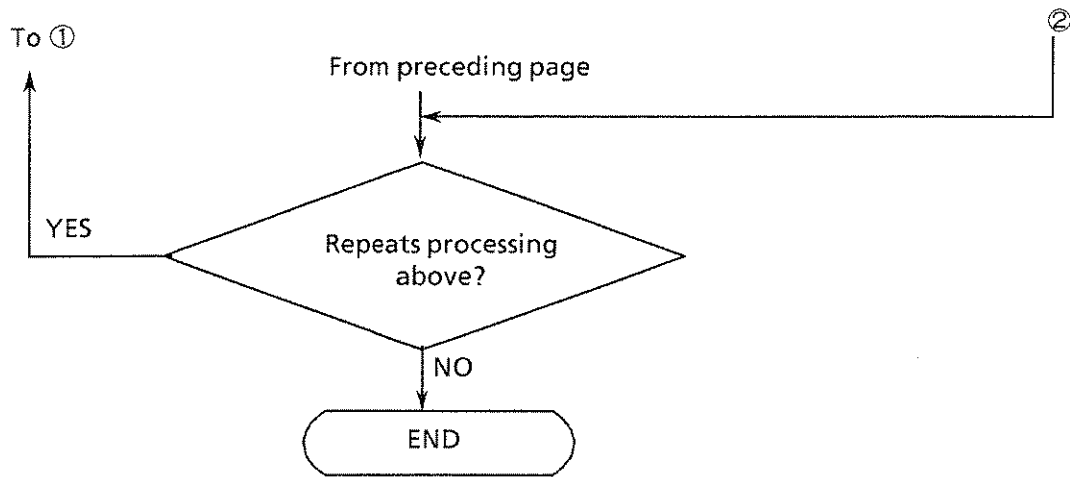 To ①
②
From preceding page
YES
Repeats processing
above?
NO
END